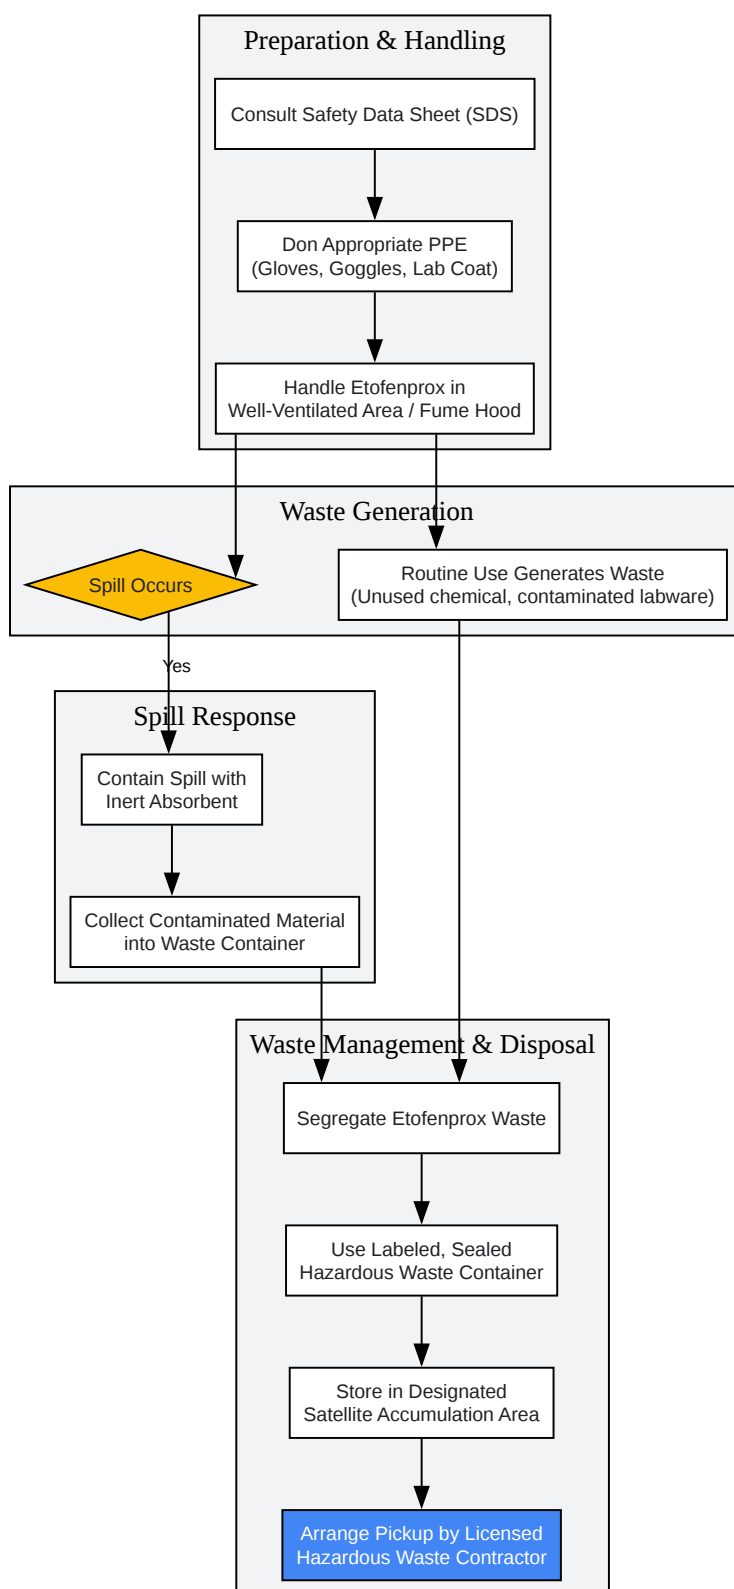 Preparation & Handling
Consult Safety Data Sheet (SDS)
Don Appropriate PPE
(Gloves, Goggles, Lab Coat)
Handle Etofenprox in
Well-Ventilated Area / Fume Hood
Waste Generation
Spill Occurs
Routine Use Generates Waste
(Unused chemical, contaminated labware)
Yes
Spill Response
Contain Spill with
Inert Absorbent
Collect Contaminated Material
into Waste Container
Waste Management & Disposal
Segregate Etofenprox Waste
Use Labeled, Sealed
Hazardous Waste Container
Store in Designated
Satellite Accumulation Area
Arrange Pickup by Licensed
Hazardous Waste Contractor